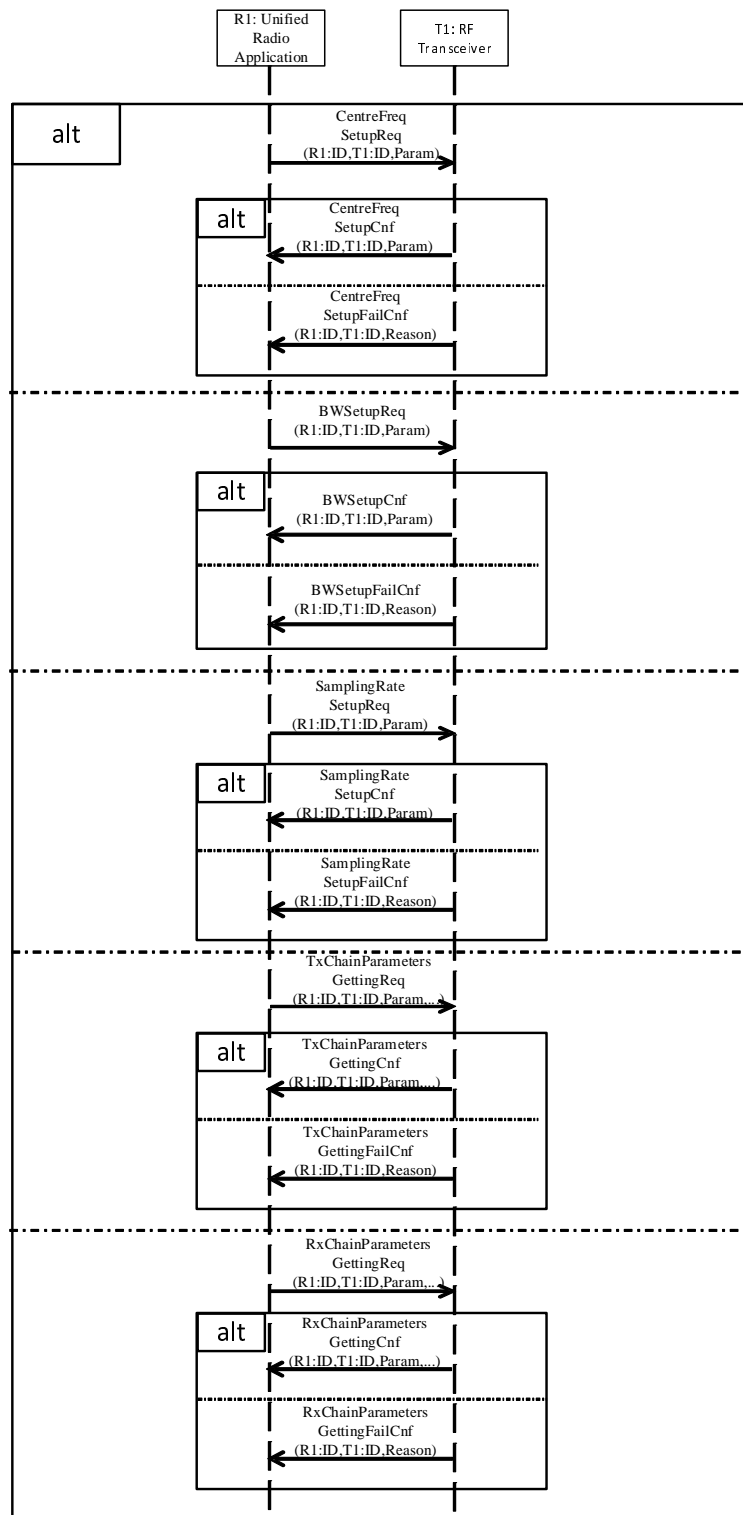 R1: Unified
Radio
Application
T1: RF
Transceiver
alt
CentreFreq
SetupReq
(R1:ID,T1:ID,Param)
alt
CentreFreq
SetupCnf
(R1:ID,T1:ID,Param)
CentreFreq
SetupFailCnf
(R1:ID,T1:ID,Reason)
BWSetupReq
(R1:ID,T1:ID,Param)
alt
BWSetupCnf
(R1:ID,T1:ID,Param)
BWSetupFailCnf
(R1:ID,T1:ID,Reason)
SamplingRate
SetupReq
(R1:ID,T1:ID,Param)
alt
SamplingRate
SetupCnf
(R1:ID,T1:ID,Param)
SamplingRate
SetupFailCnf
(R1:ID,T1:ID,Reason)
TxChainParameters
GettingReq
(R1:ID,T1:ID,Param,...)
alt
TxChainParameters
GettingCnf
(R1:ID,T1:ID,Param,...)
TxChainParameters
GettingFailCnf
(R1:ID,T1:ID,Reason)
RxChainParameters
GettingReq
(R1:ID,T1:ID,Param,...)
alt
RxChainParameters
GettingCnf
(R1:ID,T1:ID,Param,...)
RxChainParameters
GettingFailCnf
(R1:ID,T1:ID,Reason)